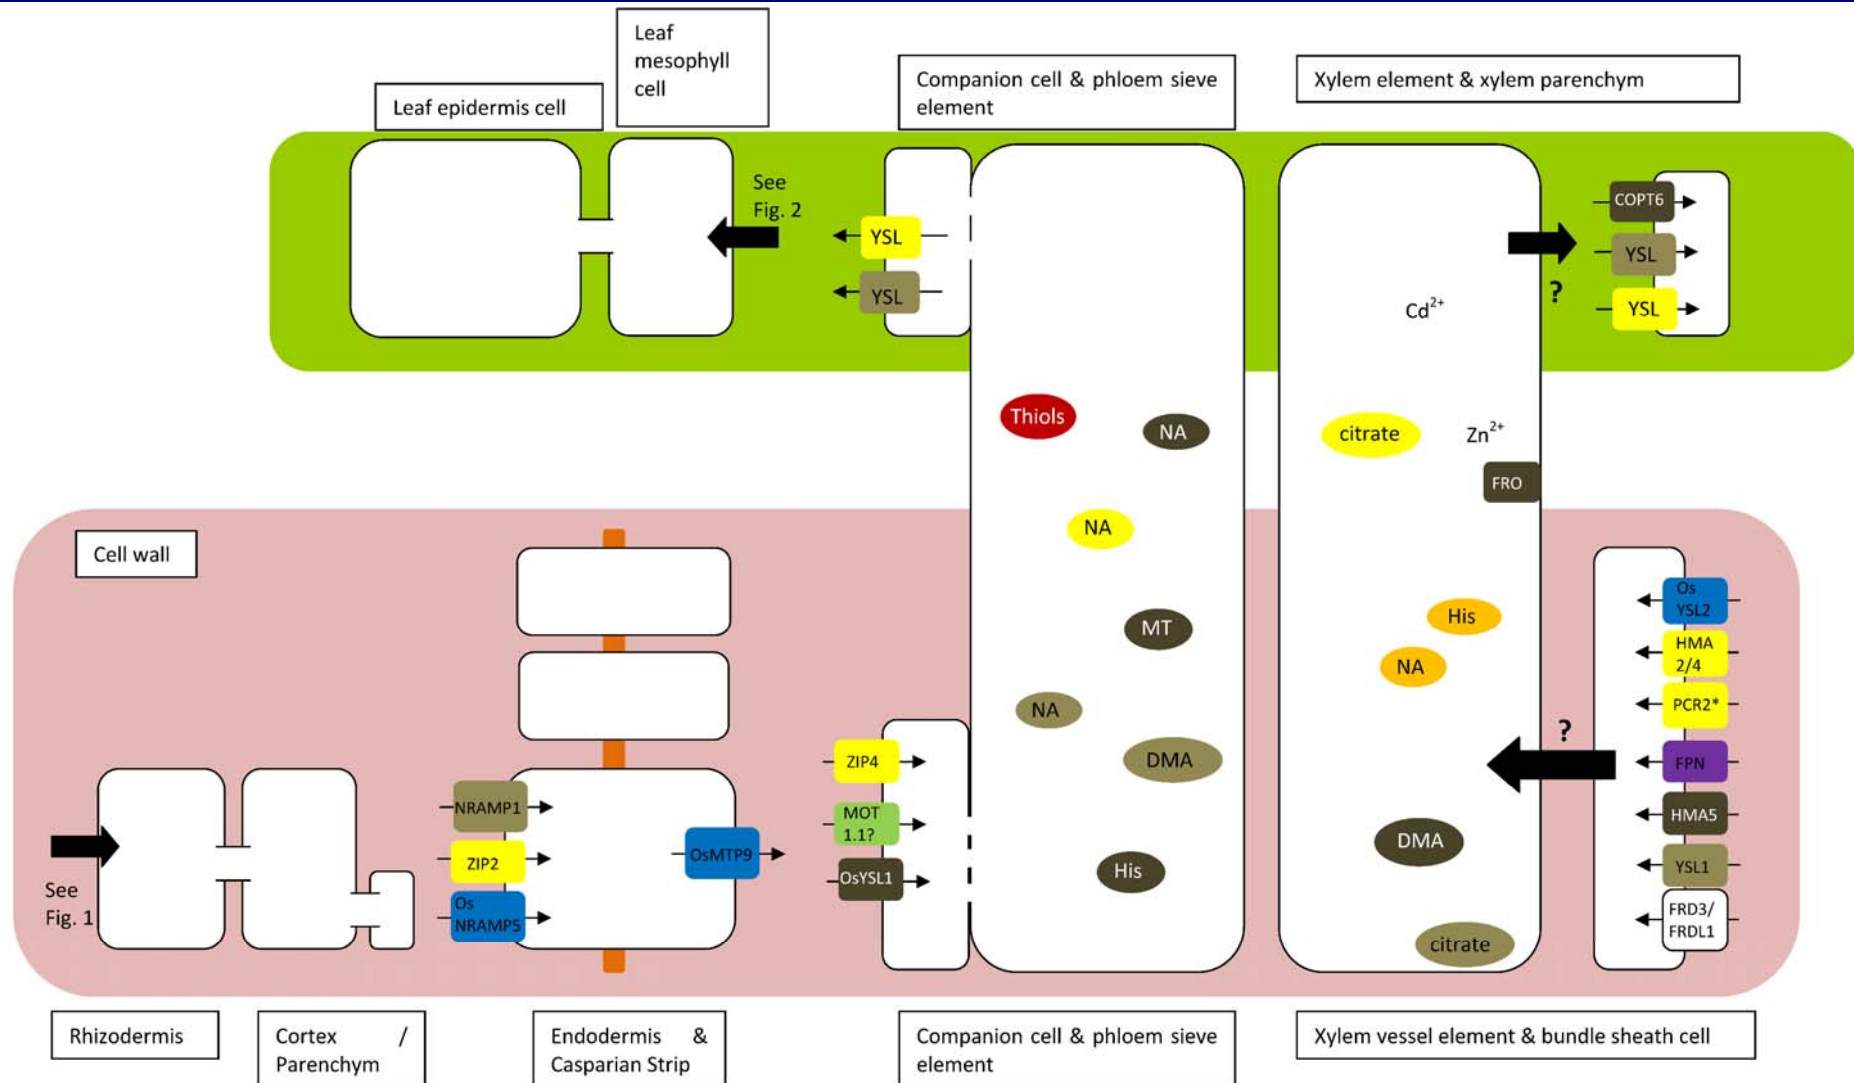 Leaf
mesophyll
cell
Leaf epidermis cell
Companion cell & phloem sieve
element
Xylem element & xylem parenchym
See
Fig. 2
YSL
YSL
COPT6
YSL
YSL
?
Cd2+
Thiols
NA
citrate
Zn2+
FRO
NA
Cell wall
MT
His
NA
NA
DMA
Os
YSL2
HMA
2/4
PCR2*
FPN
HMA5
YSL1
FRD3/
FRDL1
?
ZIP4
MOT
1.1?
OsYSL1
NRAMP1
ZIP2
Os
NRAMP5
OsMTP9
His
DMA
citrate
See
Fig. 1
Rhizodermis
Cortex /
Parenchym
Endodermis &
Casparian Strip
Companion cell & phloem sieve
element
Xylem vessel element & bundle sheath cell